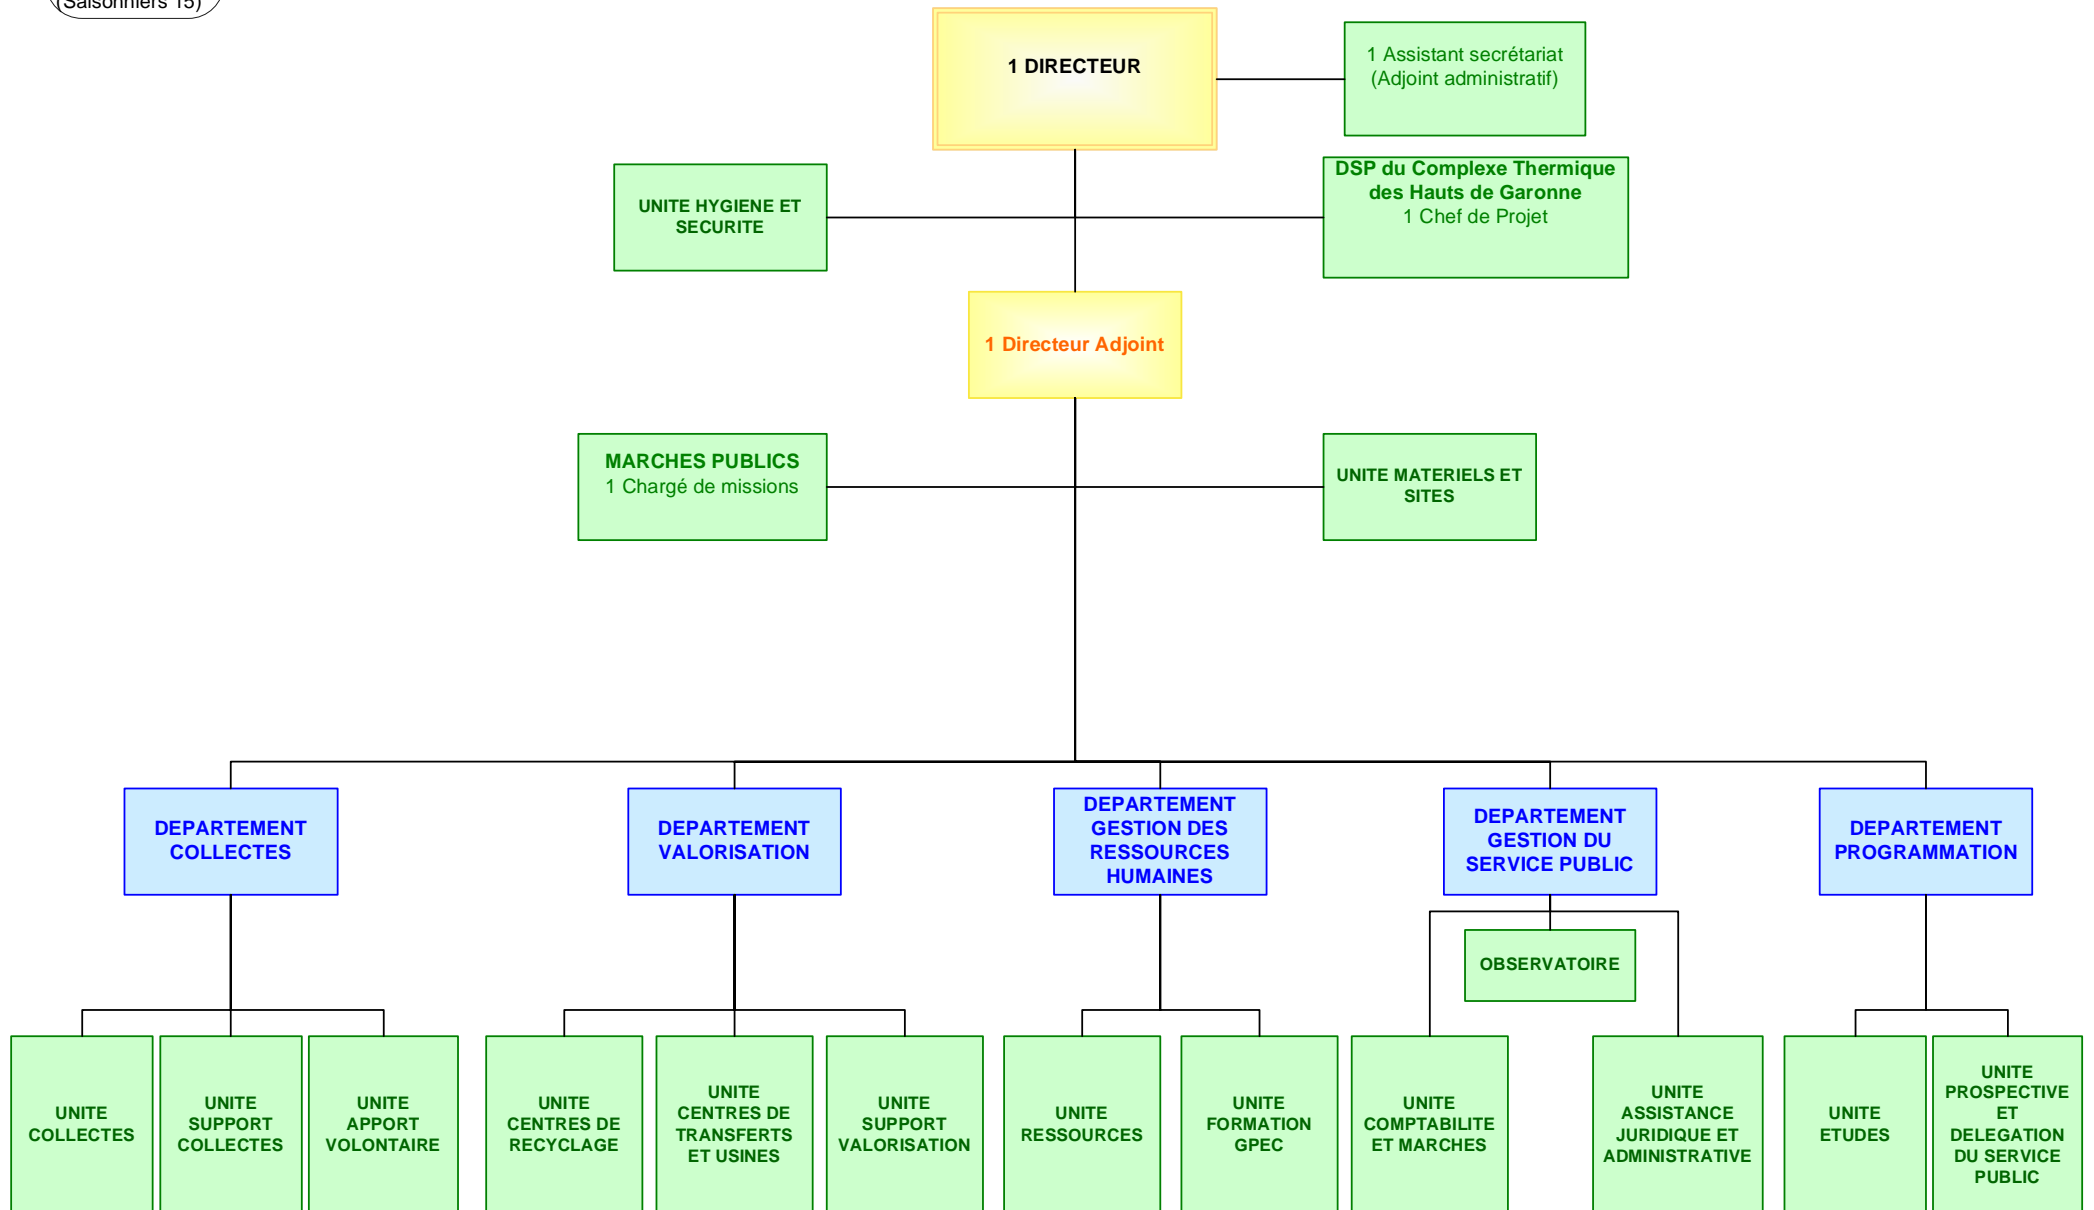 (Saisonniers 15)
1 DIRECTEUR
1 Assistant secrétariat
(Adjoint administratif)
UNITE HYGIENE ET
SECURITE
DSP du Complexe Thermique
des Hauts de Garonne
1 Chef de Projet
1 Directeur Adjoint
MARCHES PUBLICS
1 Chargé de missions
UNITE MATERIELS ET
SITES
DEPARTEMENT
COLLECTES
DEPARTEMENT
VALORISATION
DEPARTEMENT
GESTION DES
RESSOURCES
HUMAINES
DEPARTEMENT
GESTION DU
SERVICE PUBLIC
DEPARTEMENT
PROGRAMMATION
OBSERVATOIRE
UNITE
COLLECTES
UNITE
SUPPORT
COLLECTES
UNITE
APPORT
VOLONTAIRE
UNITE
CENTRES DE
RECYCLAGE
UNITE
CENTRES DE
TRANSFERTS
ET USINES
UNITE
SUPPORT
VALORISATION
UNITE
RESSOURCES
UNITE
FORMATION
GPEC
UNITE
COMPTABILITE
ET MARCHES
UNITE
ASSISTANCE
JURIDIQUE ET
ADMINISTRATIVE
UNITE
ETUDES
UNITE
PROSPECTIVE
ET
DELEGATION
DU SERVICE
PUBLIC